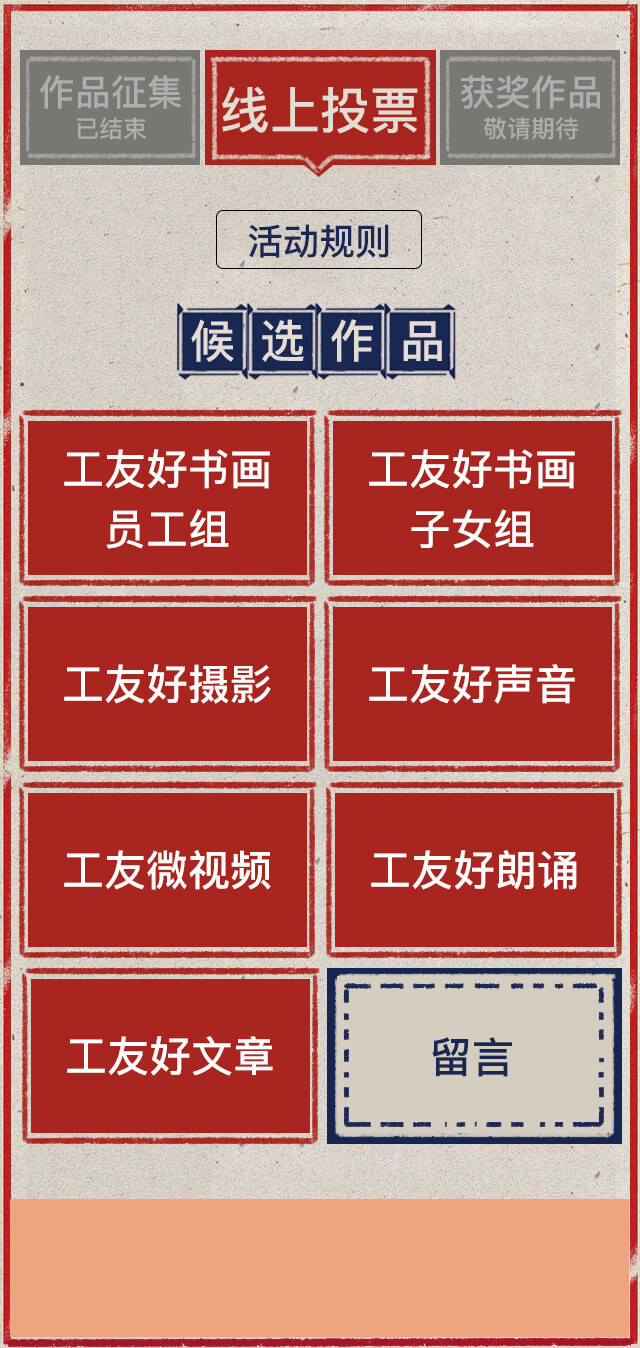 作品征集
已结束
线上投票
获奖作品
敬请期待
活动规则
候选作品
工友好书画
员工组
工友好书画
子女组
工友好摄影
工友好声音
工友微视频
工友好朗诵
工友好文章
留言